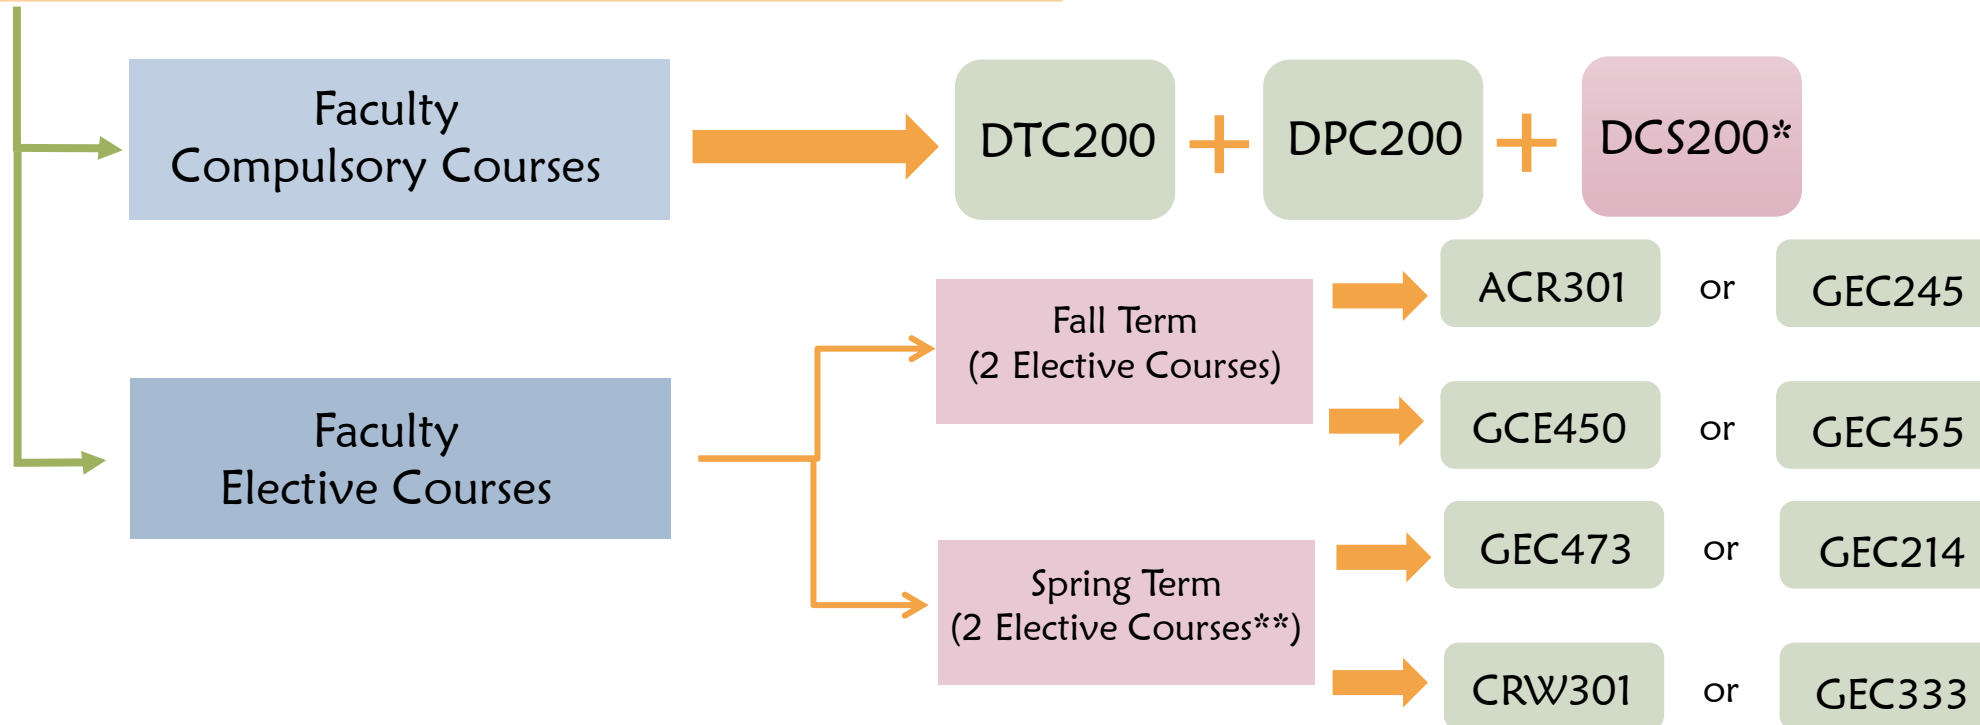 Faculty
Compulsory Courses
DTC200 + DPC200 + DCS200*
Faculty
Elective Courses
Fall Term
(2 Elective Courses)
ACR301 or GEC245
GCE450 or GEC455
Spring Term
(2 Elective Courses**)
GEC473 or GEC214
CRW301 or GEC333